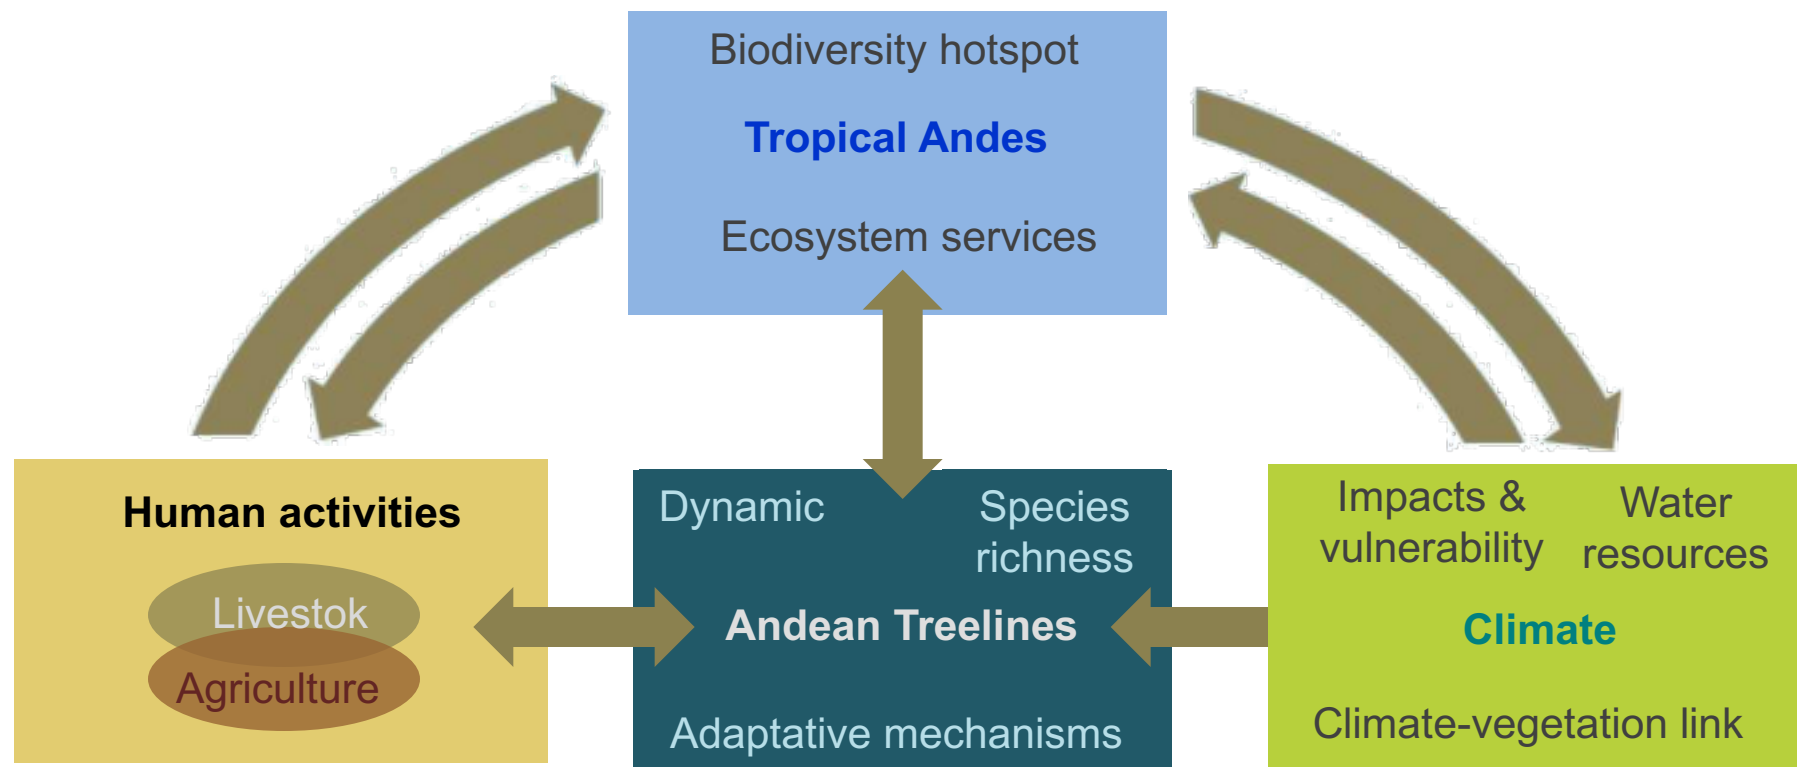 Biodiversity hotspot
Tropical Andes
Ecosystem services
Human activities
Livestok
Agriculture
Dynamic
Species
richness
Andean Treelines
Adaptative mechanisms
Impacts &
vulnerability
Water
resources
Climate
Climate-vegetation link